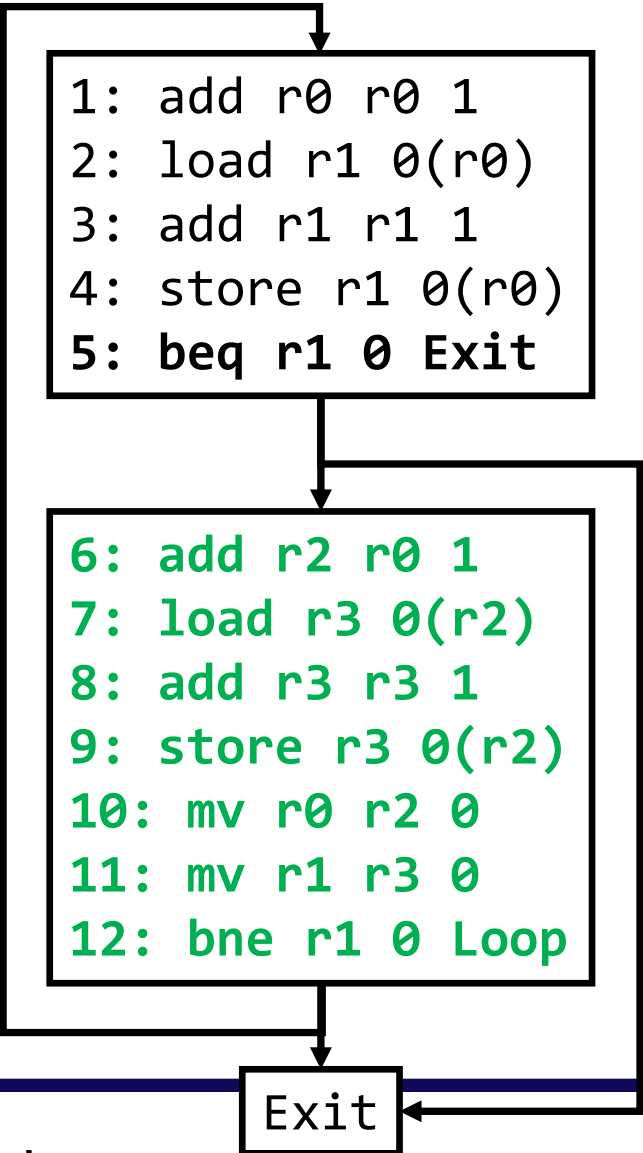 1: add r0 r0 1
2: load r1 0(r0)
3: add r1 r1 1
4: store r1 0(r0)
5: beq r1 0 Exit
6: add r2 r0 1
7: load r3 0(r2)
8: add r3 r3 1
9: store r3 0(r2)
10: mv r0 r2 0
11: mv r1 r3 0
12: bne r1 0 Loop
Exit